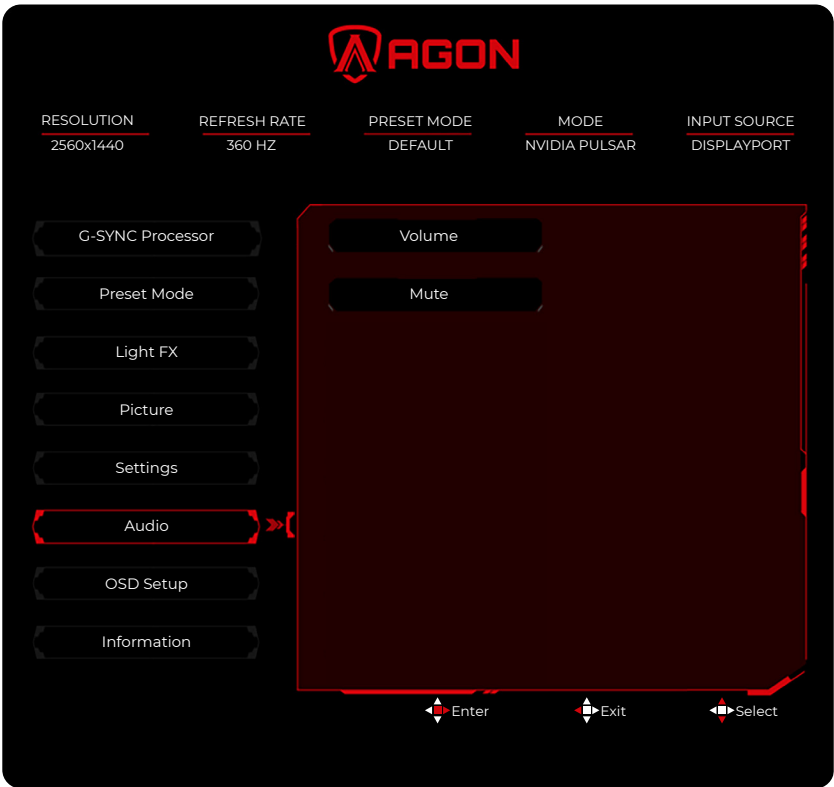 AGON
RESOLUTION REFRESH RATE PRESET MODE MODE INPUT SOURCE
2560x1440 360 HZ DEFAULT NVIDIA PULSAR DISPLAYPORT
G-SYNC Processor
Preset Mode
Light FX
Picture
Settings
Audio
OSD Setup
Information
Volume
Mute
Enter Exit Select